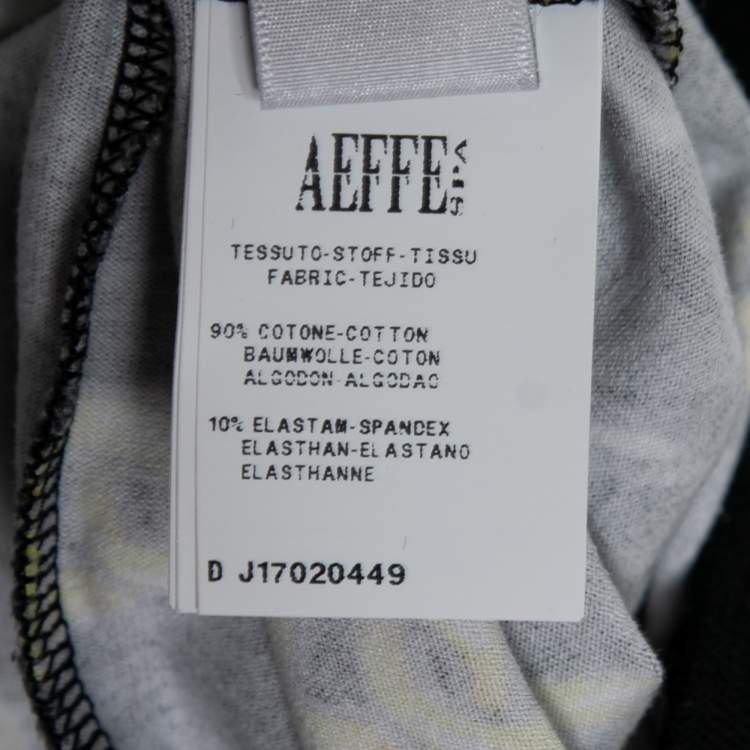 AEFFE SPA
TESSUTO-STOFF-TISSU
FABRIC-TEJIDO
90% COTONE-COTTON
BAUMWOLLE-COTON
ALGODON-ALGODAO
10% ELASTAM-SPANDEX
ELASTHAN-ELASTANO
ELASTHANNE
D J17020449